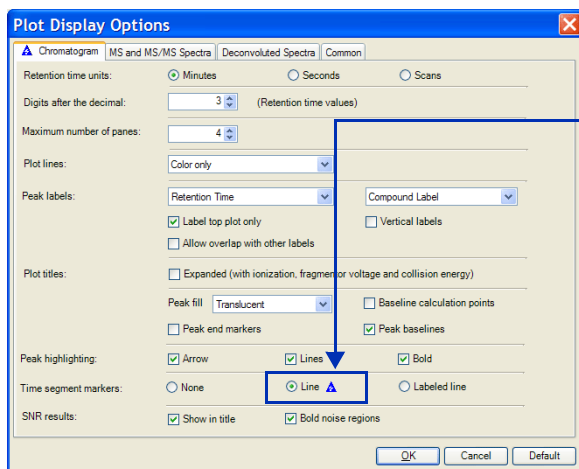 Plot Display Options
Chromatogram MS and MS/MS Spectra Deconvoluted Spectra Common
Retention time units: Minutes Seconds Scans
Digits after the decimal: 3 (Retention time values)
Maximum number of panes: 4
Plot lines: Color only
Peak labels: Retention Time Compound Label
Label top plot only Vertical labels
Allow overlap with other labels
Plot titles: Expanded (with ionization, fragmentor voltage and collision energy)
Peak fill Translucent Baseline calculation points
Peak end markers Peak baselines
Peak highlighting: Arrow Lines Bold
Time segment markers: None Line Labeled line
SNR results: Show in title Bold noise regions
OK Cancel Default